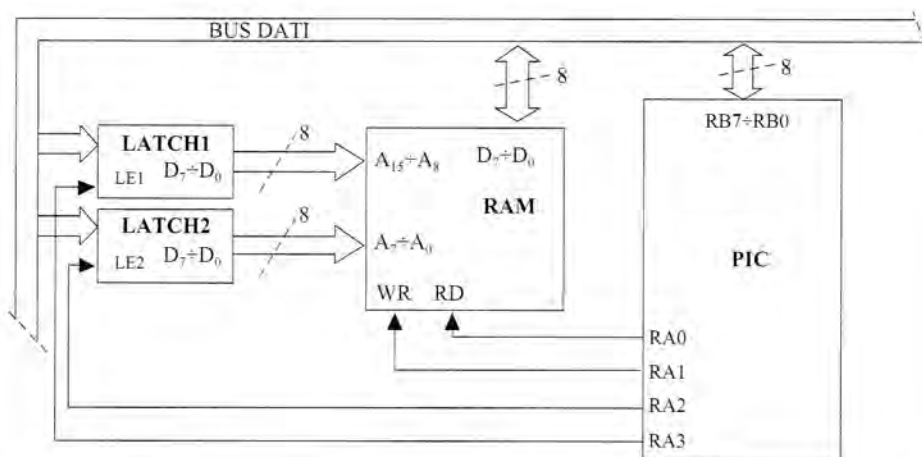 BUS DATI
8
8
RB7÷RB0
LATCH1
LE1 D₇÷D₀
8
A₁₅÷A₈ D₇÷D₀
RAM
LATCH2
LE2 D₇÷D₀
8
A₇÷A₀
PIC
WR RD
RA0
RA1
RA2
RA3